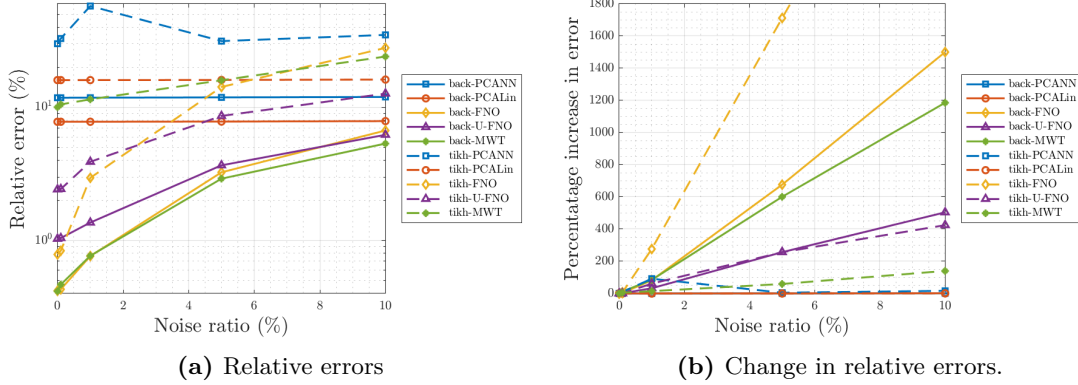 Relative error (%)
10^1
10^0
0
2
4
6
8
10
Noise ratio (%)
back-PCANN
back-PCALin
back-FNO
back-U-FNO
back-MWT
tikh-PCANN
tikh-PCALin
tikh-FNO
tikh-U-FNO
tikh-MWT
(a) Relative errors
Percentatage increase in error
1800
1600
1400
1200
1000
800
600
400
200
0
0
2
4
6
8
10
Noise ratio (%)
back-PCANN
back-PCALin
back-FNO
back-U-FNO
back-MWT
tikh-PCANN
tikh-PCALin
tikh-FNO
tikh-U-FNO
tikh-MWT
(b) Change in relative errors.